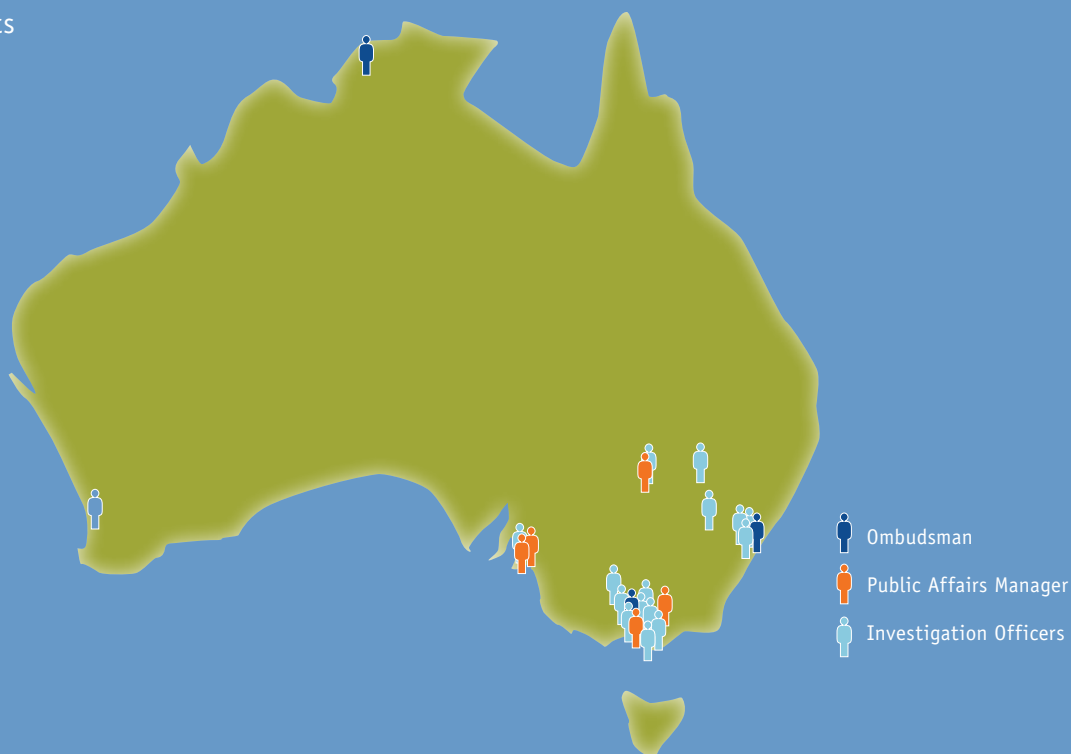 Ombudsman
Public Affairs Manager
Investigation Officers